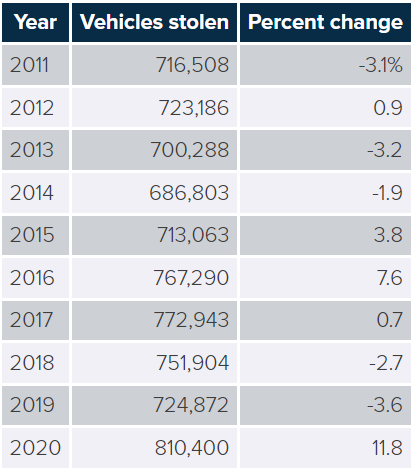 Year Vehicles stolen Percent change
2011 716,508 -3.1%
2012 723,186 0.9
2013 700,288 -3.2
2014 686,803 -1.9
2015 713,063 3.8
2016 767,290 7.6
2017 772,943 0.7
2018 751,904 -2.7
2019 724,872 -3.6
2020 810,400 11.8